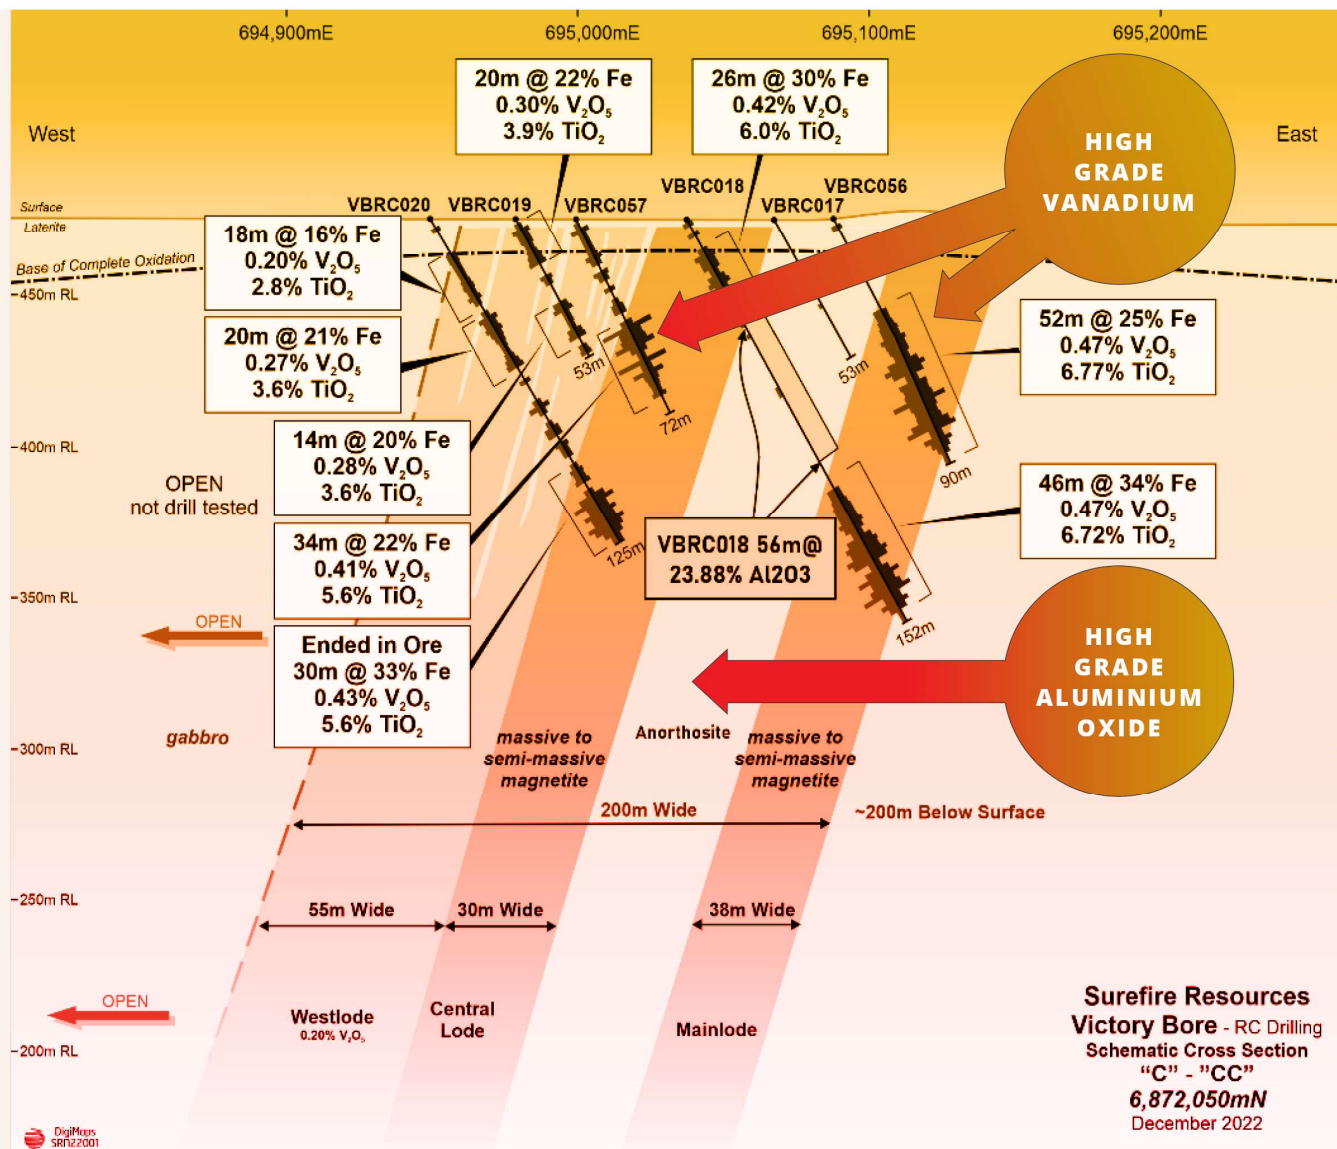 694,900mE
695,000mE
695,100mE
695,200mE
West
East
20m @ 22% Fe
0.30% V₂O₅
3.9% TiO₂
26m @ 30% Fe
0.42% V₂O₅
6.0% TiO₂
HIGH
GRADE
VANADIUM
VBRC020
VBRC019
VBRC057
VBRC018
VBRC017
VBRC056
Surface
Laterite
Base of Complete Oxidation
450m RL
18m @ 16% Fe
0.20% V₂O₅
2.8% TiO₂
20m @ 21% Fe
0.27% V₂O₅
3.6% TiO₂
53m
72m
53m
52m @ 25% Fe
0.47% V₂O₅
6.77% TiO₂
90m
400m RL
14m @ 20% Fe
0.28% V₂O₅
3.6% TiO₂
OPEN
not drill tested
46m @ 34% Fe
0.47% V₂O₅
6.72% TiO₂
34m @ 22% Fe
0.41% V₂O₅
5.6% TiO₂
125m
VBRC018 56m@
23.88% Al2O3
152m
350m RL
OPEN
Ended in Ore
30m @ 33% Fe
0.43% V₂O₅
5.6% TiO₂
HIGH
GRADE
ALUMINIUM
OXIDE
300m RL
gabbro
massive to
semi-massive
magnetite
Anorthosite
massive to
semi-massive
magnetite
200m Wide
~200m Below Surface
250m RL
55m Wide
30m Wide
38m Wide
OPEN
Westlode
0.20% V₂O₅
Central
Lode
Mainlode
200m RL
Surefire Resources
Victory Bore - RC Drilling
Schematic Cross Section
"C" - "CC"
6,872,050mN
December 2022
DigiMaps
SRN22001